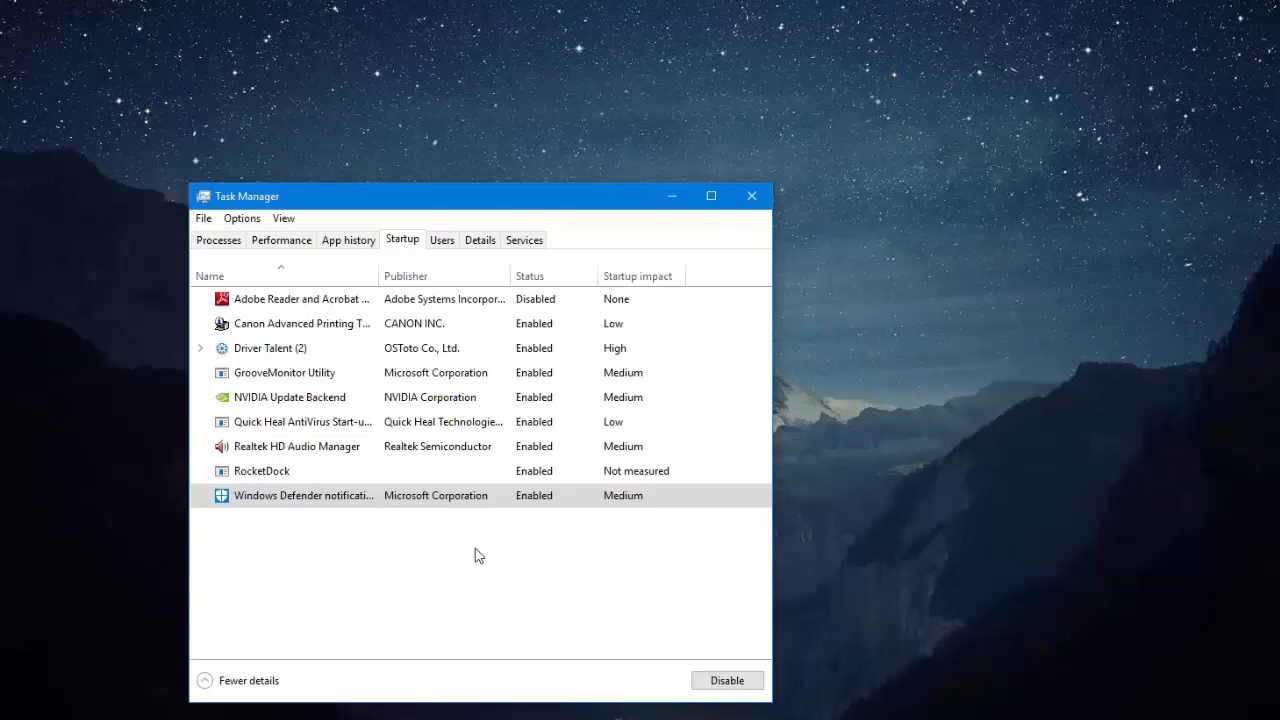 Task Manager
File Options View
Processes Performance App history Startup Users Details Services
Name Publisher Status Startup impact
Adobe Reader and Acrobat ... Adobe Systems Incorpor... Disabled None
Canon Advanced Printing T... CANON INC. Enabled Low
Driver Talent (2) OSToto Co., Ltd. Enabled High
GrooveMonitor Utility Microsoft Corporation Enabled Medium
NVIDIA Update Backend NVIDIA Corporation Enabled Medium
Quick Heal AntiVirus Start-u... Quick Heal Technologie... Enabled Low
Realtek HD Audio Manager Realtek Semiconductor Enabled Medium
RocketDock Enabled Not measured
Windows Defender notificati... Microsoft Corporation Enabled Medium
Fewer details Disable